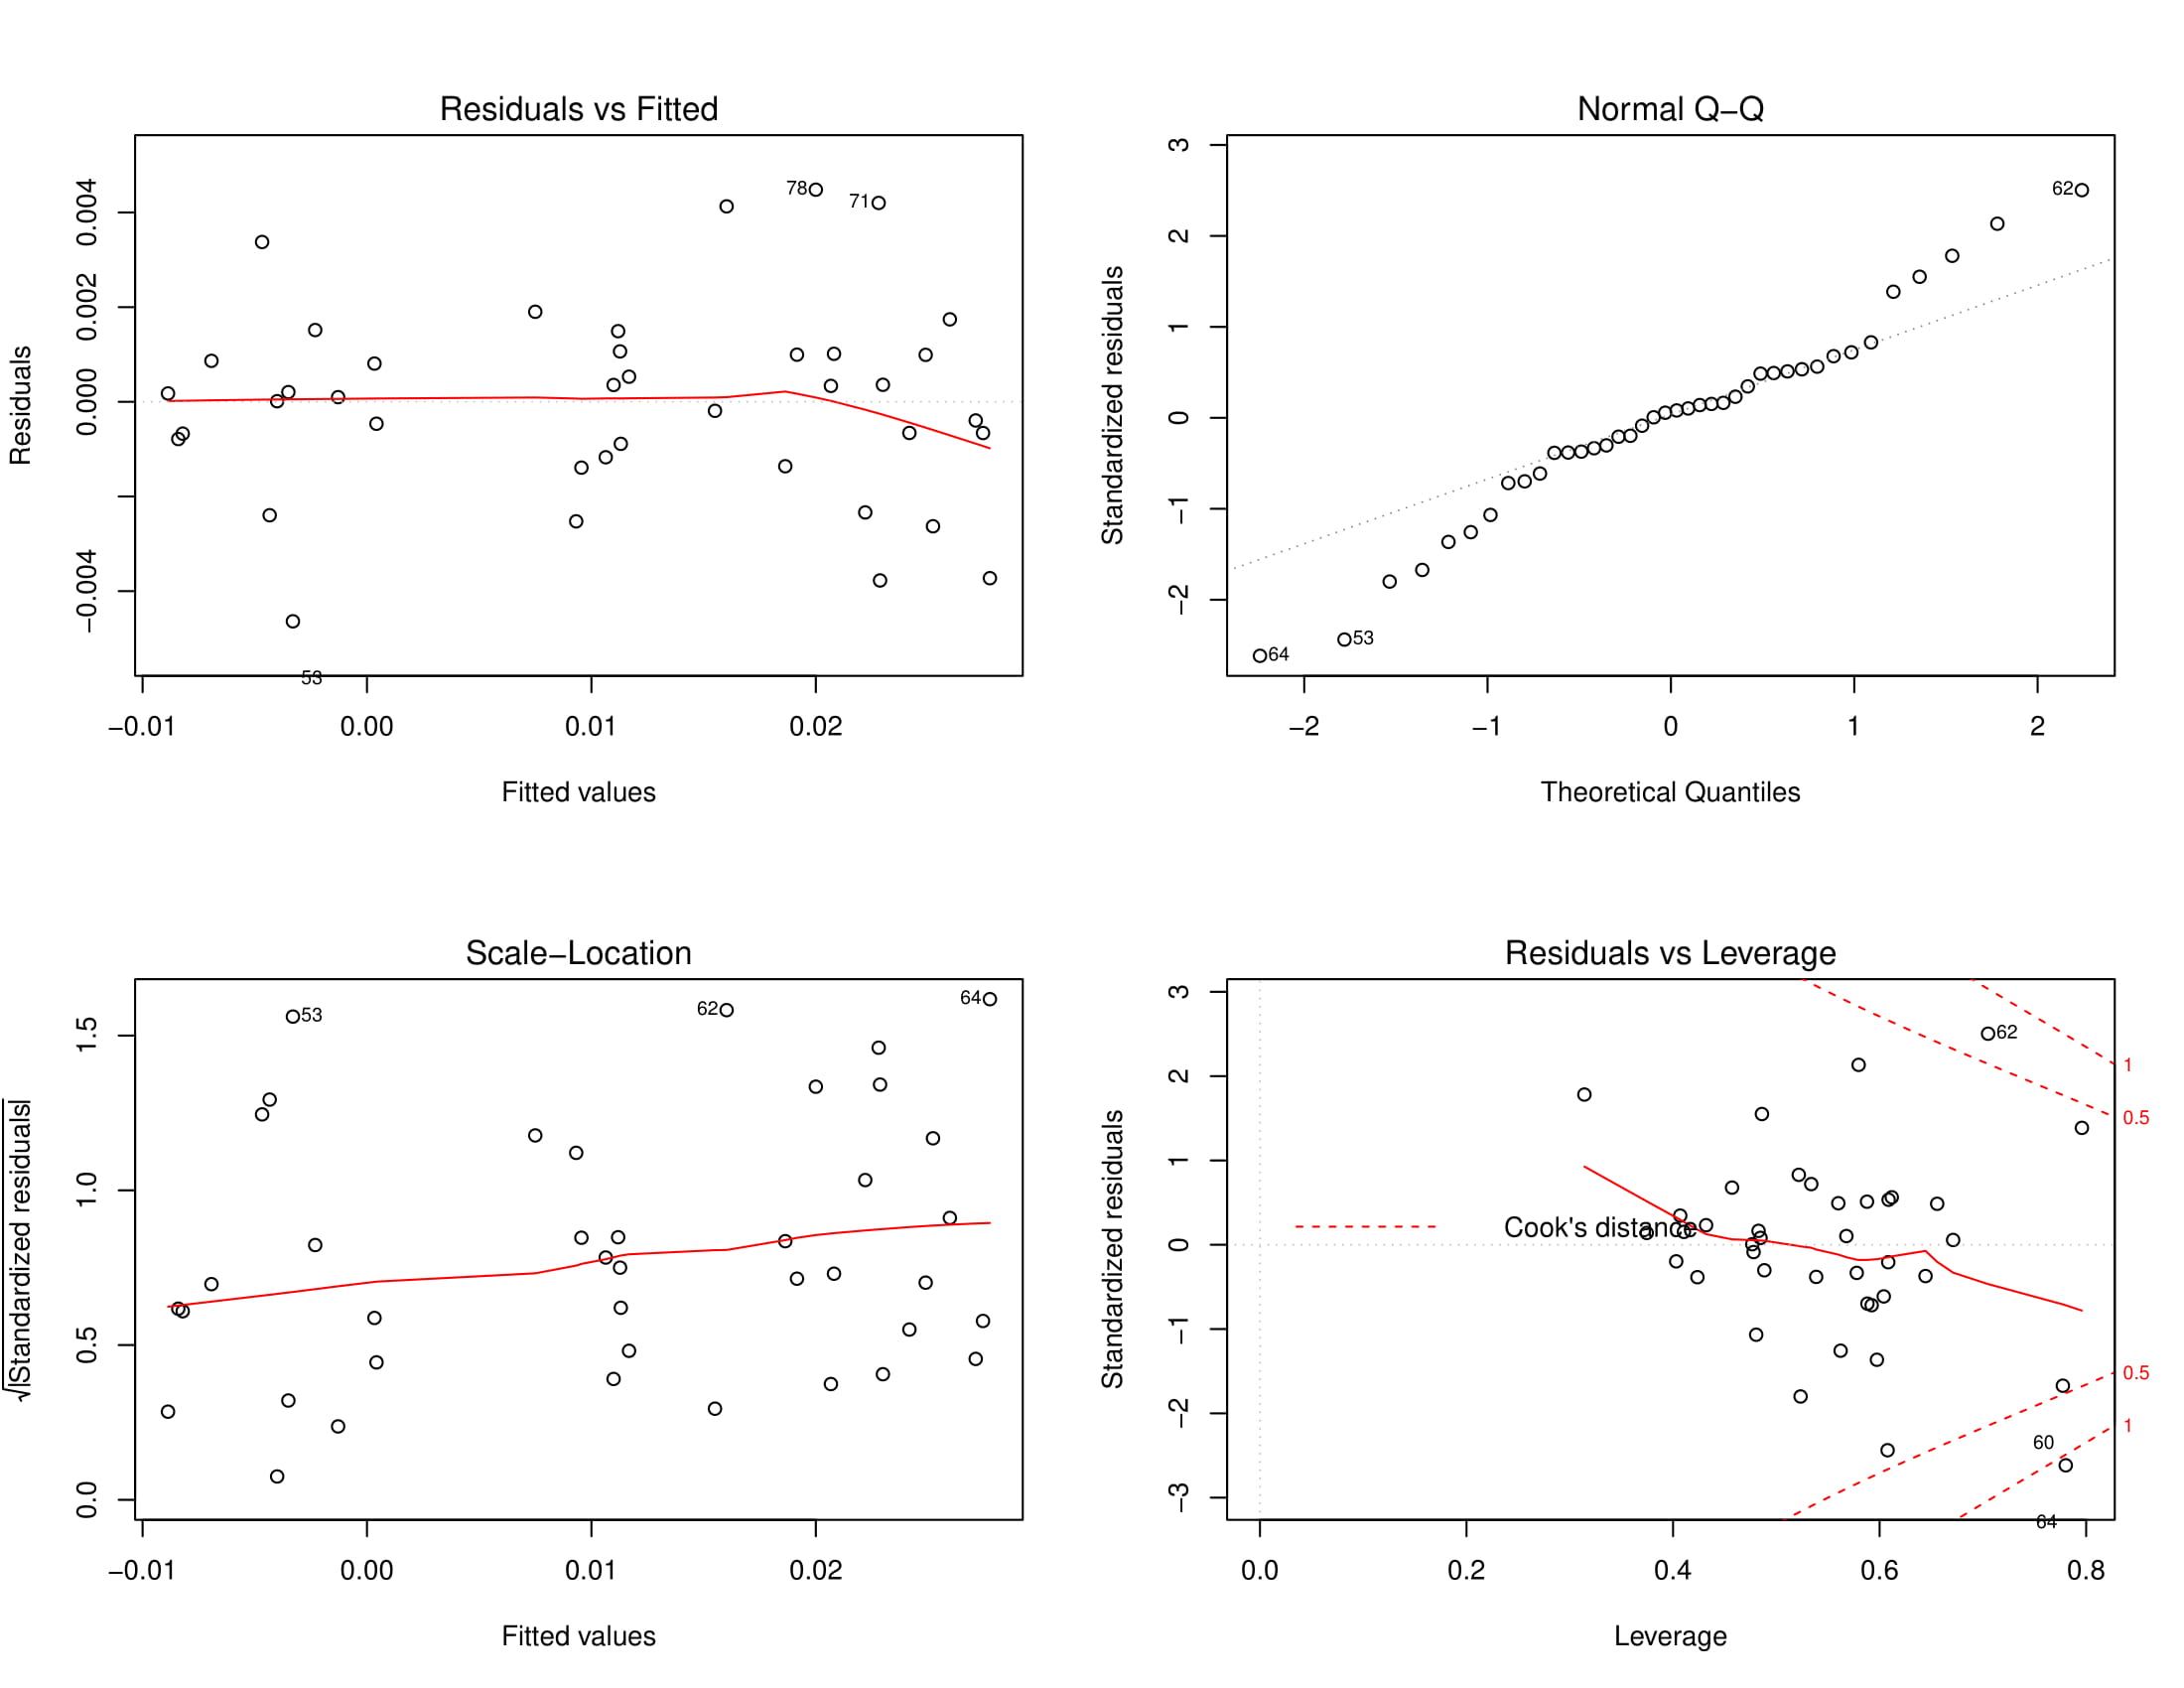 Residuals vs Fitted
Residuals
0.004
0.002
0.000
−0.004
78
71
53
−0.01 0.00 0.01 0.02
Fitted values
Normal Q−Q
Standardized residuals
3
2
1
0
−1
−2
62
53
64
−2 −1 0 1 2
Theoretical Quantiles
Scale−Location
√|Standardized residuals|
1.5
1.0
0.5
0.0
53
62
64
−0.01 0.00 0.01 0.02
Fitted values
Residuals vs Leverage
Standardized residuals
3
2
1
0
−1
−2
−3
62
1
0.5
Cook's distance
0.5
1
60
64
0.0 0.2 0.4 0.6 0.8
Leverage